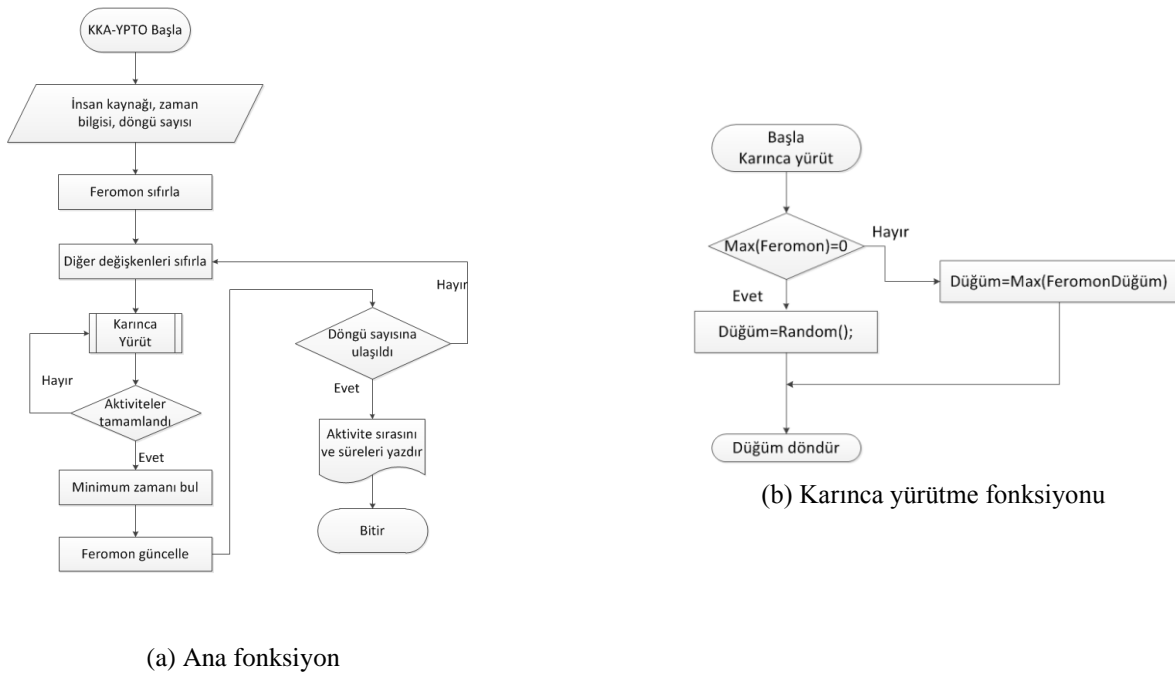 KKA-YPTO Başla
İnsan kaynağı, zaman
bilgisi, döngü sayısı
Feromon sıfırla
Diğer değişkenleri sıfırla
Karınca
Yürüt
Hayır
Aktiviteler
tamamlandı
Evet
Minimum zamanı bul
Feromon güncelle
Hayır
Döngü sayısına
ulaşıldı
Evet
Aktivite sırasını
ve süreleri yazdır
Bitir
(a) Ana fonksiyon
Başla
Karınca yürüt
Max(Feromon)=0
Hayır
Düğüm=Max(FeromonDüğüm)
Evet
Düğüm=Random();
Düğüm döndür
(b) Karınca yürütme fonksiyonu